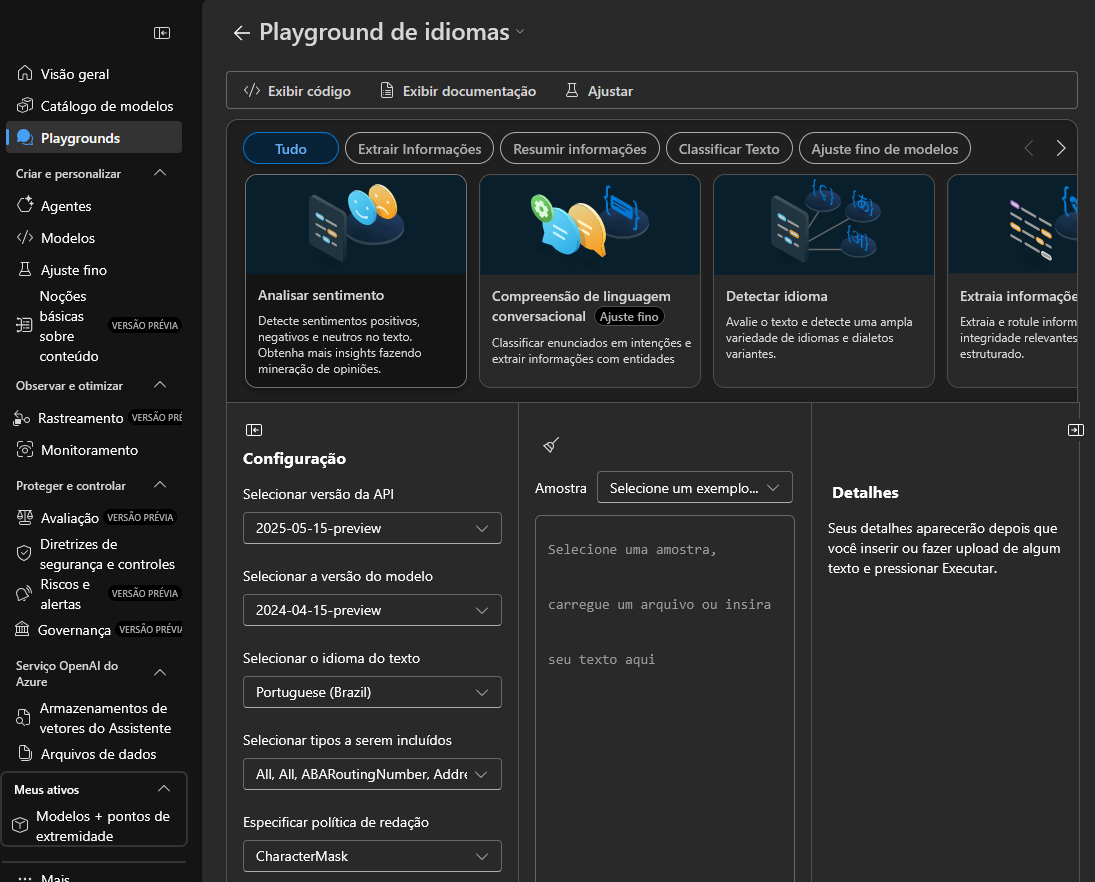 Playground de idiomas
Visão geral
Catálogo de modelos
Playgrounds
Criar e personalizar
Agentes
Modelos
Ajuste fino
Noções
básicas
sobre
conteúdo
VERSÃO PRÉVIA
Observar e otimizar
Rastreamento VERSÃO PRÉ
Monitoramento
Proteger e controlar
Avaliação VERSÃO PRÉVIA
Diretrizes de
segurança e controles
Riscos e
alertas
VERSÃO PRÉVIA
Governança VERSÃO PRÉVIA
Serviço OpenAI do
Azure
Armazenamentos de
vetores do Assistente
Arquivos de dados
Meus ativos
Modelos + pontos de
extremidade
Mais
Exibir código
Exibir documentação
Ajustar
Tudo
Extrair Informações
Resumir informações
Classificar Texto
Ajuste fino de modelos
Analisar sentimento
Detecte sentimentos positivos,
negativos e neutros no texto.
Obtenha mais insights fazendo
mineração de opiniões.
Compreensão de linguagem
conversacional Ajuste fino
Classificar enunciados em intenções e
extrair informações com entidades
Detectar idioma
Avalie o texto e detecte uma ampla
variedade de idiomas e dialetos
variantes.
Extraia informaçõe
Extraia e rotule inform
integridade relevantes
estruturado.
Configuração
Selecionar versão da API
2025-05-15-preview
Selecionar a versão do modelo
2024-04-15-preview
Selecionar o idioma do texto
Portuguese (Brazil)
Selecionar tipos a serem incluídos
All, All, ABARoutingNumber, Addre
Especificar política de redação
CharacterMask
Amostra
Selecione um exemplo...
Selecione uma amostra,
carregue um arquivo ou insira
seu texto aqui
Detalhes
Seus detalhes aparecerão depois que
você inserir ou fazer upload de algum
texto e pressionar Executar.